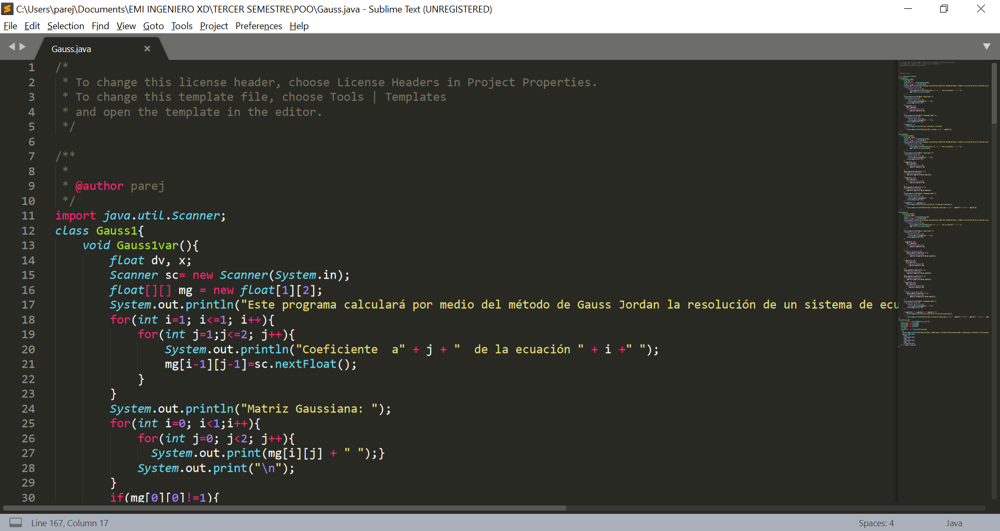 C:\Users\parej\Documents\EMI INGENIERO XD\TERCER SEMESTRE\POO\Gauss.java - Sublime Text (UNREGISTERED)
File Edit Selection Find View Goto Tools Project Preferences Help
Gauss.java
1 /*
2  * To change this license header, choose License Headers in Project Properties.
3  * To change this template file, choose Tools | Templates
4  * and open the template in the editor.
5  */
6
7 /**
8  *
9  * @author parej
10  */
11 import java.util.Scanner;
12 class Gauss1{
13     void Gauss1var(){
14         float dv, x;
15         Scanner sc= new Scanner(System.in);
16         float[][] mg = new float[1][2];
17         System.out.println("Este programa calculará por medio del método de Gauss Jordan la resolución de un sistema de ecu
18         for(int i=1; i<=1; i++){
19             for(int j=1;j<=2; j++){
20                 System.out.println("Coeficiente  a" + j + "  de la ecuación " + i +" ");
21                 mg[i-1][j-1]=sc.nextFloat();
22             }
23         }
24         System.out.println("Matriz Gaussiana: ");
25         for(int i=0; i<1;i++){
26             for(int j=0; j<2; j++){
27               System.out.print(mg[i][j] + " ");}
28             System.out.print("\n");
29         }
30         if(mg[0][0]!=1){
Line 167, Column 17 Spaces: 4 Java